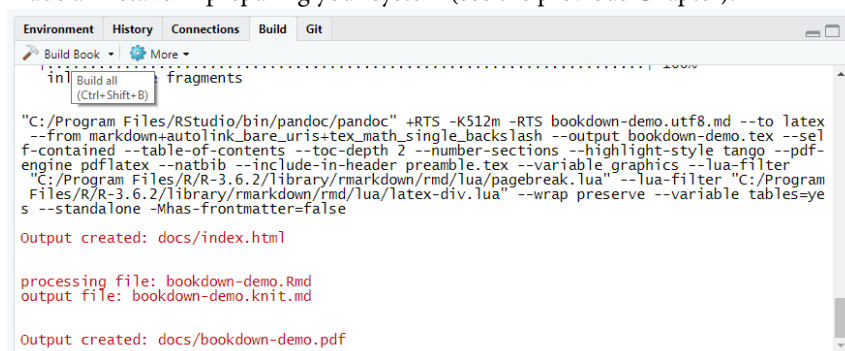 Environment History Connections Build Git
Build Book More
100%
fragments
Build all
(Ctrl+Shift+B)
"C:/Program Files/RStudio/bin/pandoc/pandoc" +RTS -K512m -RTS bookdown-demo.utf8.md --to latex
--from markdown+autolink_bare_uris+tex_math_single_backslash --output bookdown-demo.tex --sel
f-contained --table-of-contents --toc-depth 2 --number-sections --highlight-style tango --pdf-
engine pdflatex --natbib --include-in-header preamble.tex --variable graphics --lua-filter
"C:/Program Files/R/R-3.6.2/library/rmarkdown/rmd/lua/pagebreak.lua" --lua-filter "C:/Program
Files/R/R-3.6.2/library/rmarkdown/rmd/lua/latex-div.lua" --wrap preserve --variable tables=ye
s --standalone -Mhas-frontmatter=false
Output created: docs/index.html
processing file: bookdown-demo.Rmd
output file: bookdown-demo.knit.md
Output created: docs/bookdown-demo.pdf